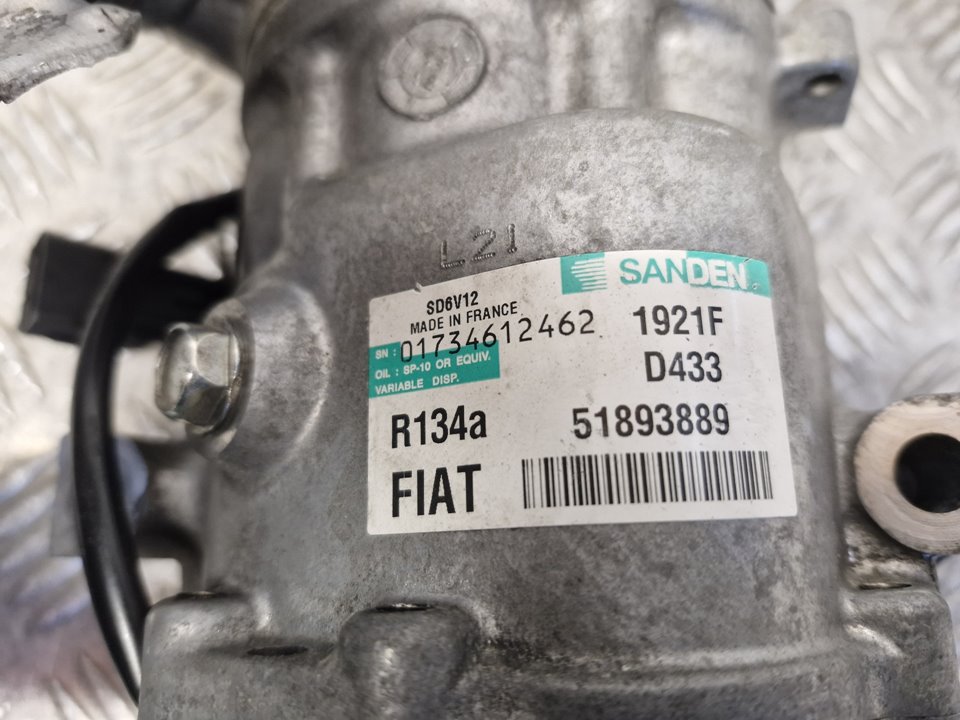 L21
SANDEN
SD6V12
MADE IN FRANCE
1921F
SN : 01734612462
OIL : SP-10 OR EQUIV.
VARIABLE DISP.
D433
R134a
51893889
FIAT